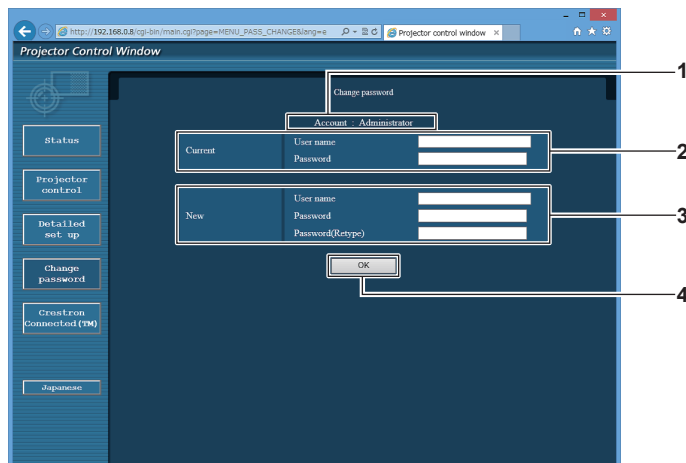 http://192.168.0.8/cgi-bin/main.cgi?page=MENU_PASS_CHANGE&lang=e
Projector control window
Projector Control Window
1
Change password
Account : Administrator
Status
Current
User name
Password
2
Projector
control
New
User name
Password
Password(Retype)
3
Detailed
set up
OK
Change
password
4
Crestron
Connected(TM)
Japanese